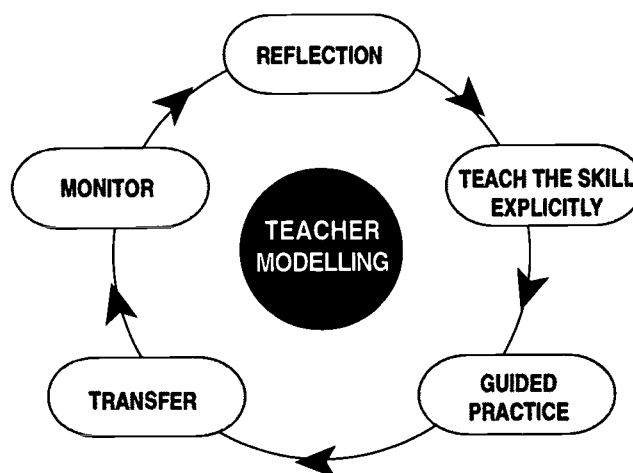 REFLECTION
TEACH THE SKILL
EXPLICITLY
GUIDED
PRACTICE
TRANSFER
MONITOR
TEACHER
MODELLING